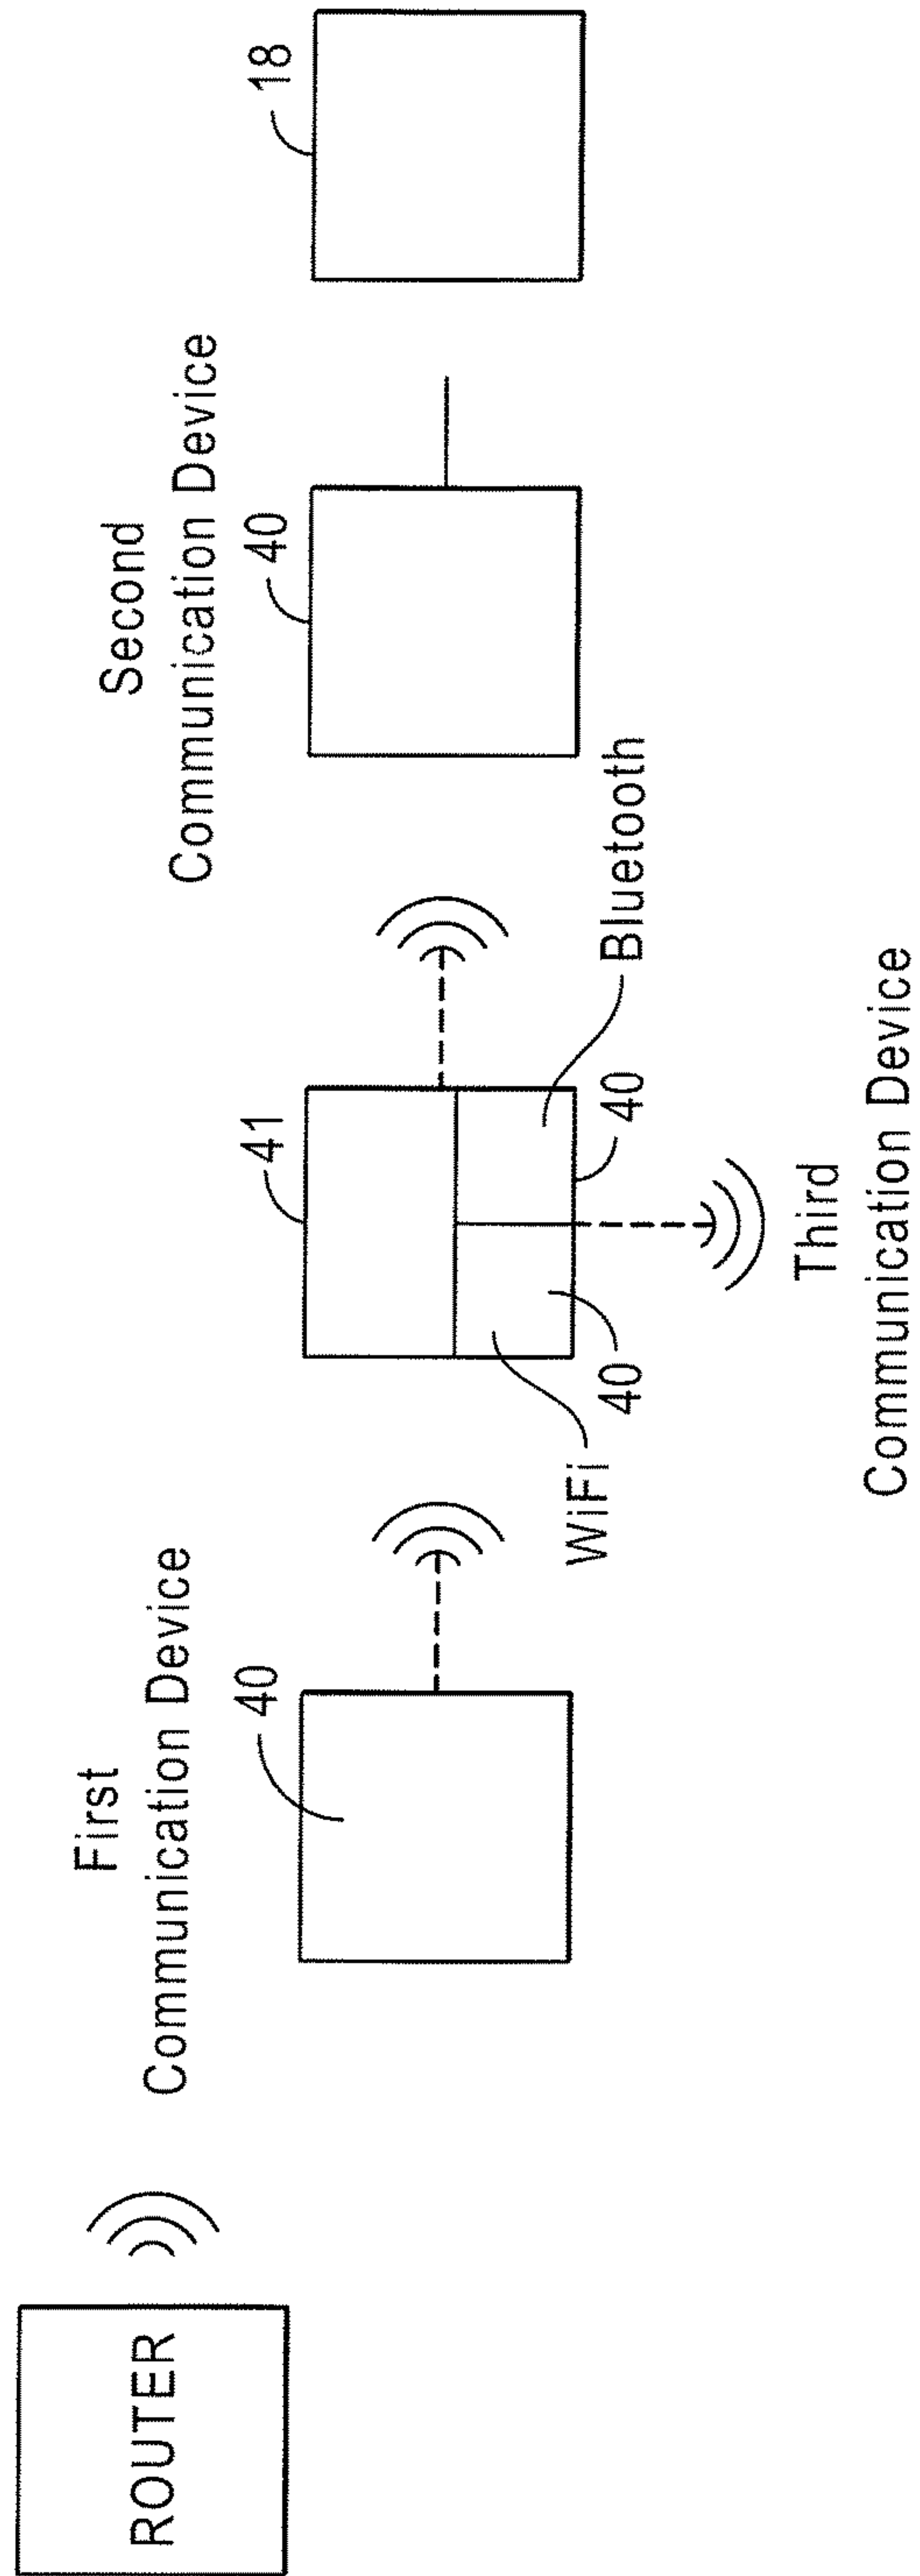 ROUTER
First
Communication Device
40
WiFi
40
41
40
Bluetooth
Third
Communication Device
Second
Communication Device
40
18